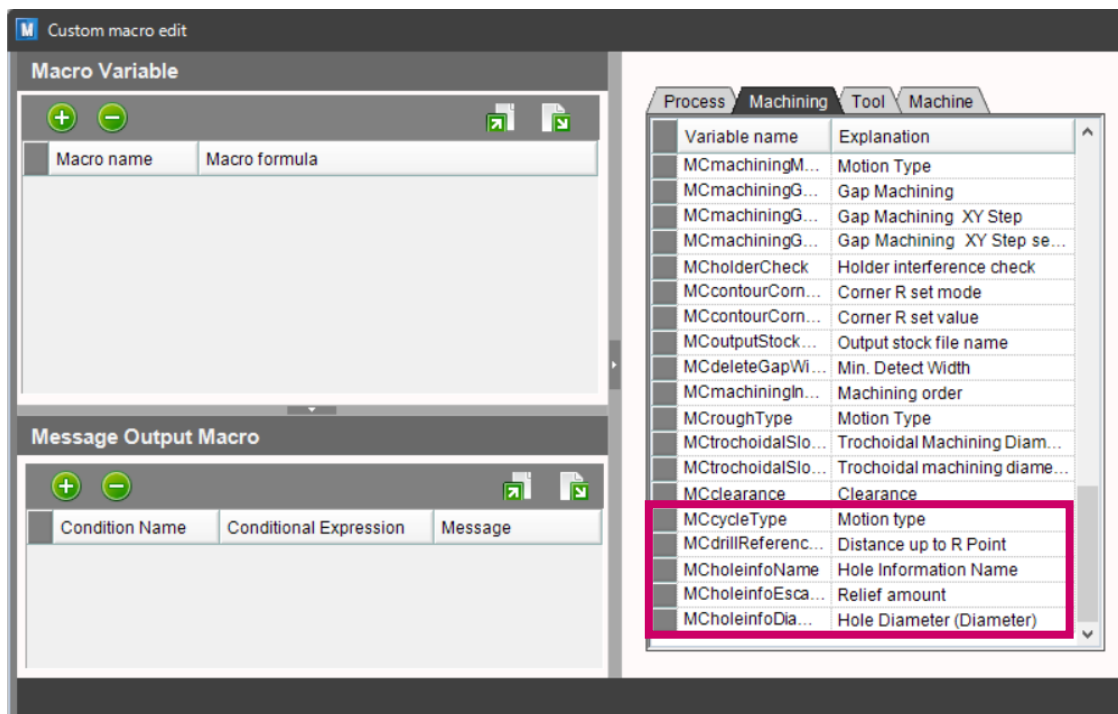 M Custom macro edit
Macro Variable
Macro name Macro formula
Message Output Macro
Condition Name Conditional Expression Message
Process Machining Tool Machine
Variable name Explanation
MCmachiningM... Motion Type
MCmachiningG... Gap Machining
MCmachiningG... Gap Machining XY Step
MCmachiningG... Gap Machining XY Step se...
MCholderCheck Holder interference check
MCcontourCorn... Corner R set mode
MCcontourCorn... Corner R set value
MCoutputStock... Output stock file name
MCdeleteGapWi... Min. Detect Width
MCmachiningIn... Machining order
MCroughType Motion Type
MCtrochoidalSlo... Trochoidal Machining Diam...
MCtrochoidalSlo... Trochoidal machining diame...
MCclearance Clearance
MCcycleType Motion type
MCdrillReferenc... Distance up to R Point
MCholeinfoName Hole Information Name
MCholeinfoEsca... Relief amount
MCholeinfoDia... Hole Diameter (Diameter)